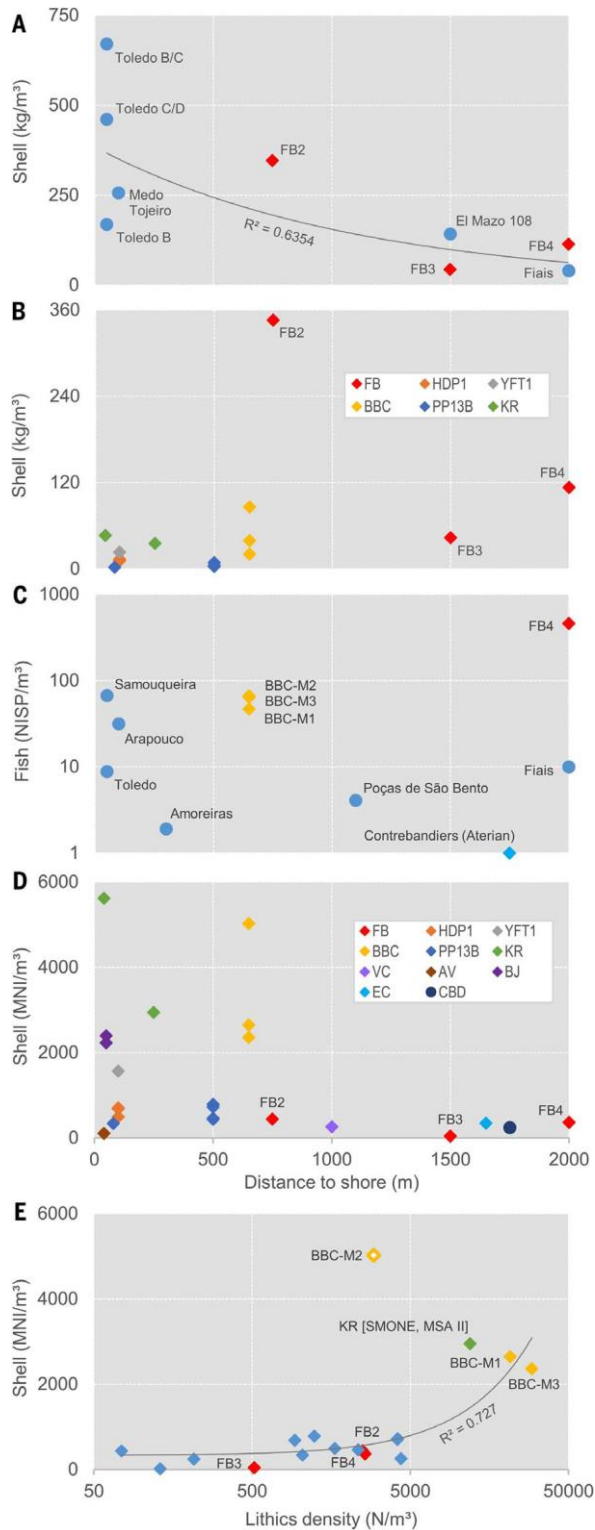 A
750
500
250
0
Shell (kg/m³)
Toledo B/C
Toledo C/D
Medo
Tojeiro
Toledo B
FB2
R² = 0.6354
El Mazo 108
FB4
FB3
Fiais
B
360
240
120
0
Shell (kg/m³)
FB2
FB HDP1 YFT1
BBC PP13B KR
FB4
FB3
C
1000
100
10
1
Fish (NISP/m³)
FB4
Samouqueira
BBC-M2
BBC-M3
BBC-M1
Arapouco
Toledo
Fiais
Poças de São Bento
Amoreiras
Contrebandiers (Aterian)
D
6000
4000
2000
0
Shell (MNI/m³)
FB HDP1 YFT1
BBC PP13B KR
VC AV BJ
EC CBD
FB2
FB3
FB4
0 500 1000 1500 2000
Distance to shore (m)
E
6000
4000
2000
0
Shell (MNI/m³)
BBC-M2
KR [SMONE, MSA II]
BBC-M1
BBC-M3
R² = 0.727
FB2
FB3
FB4
50 500 5000 50000
Lithics density (N/m³)